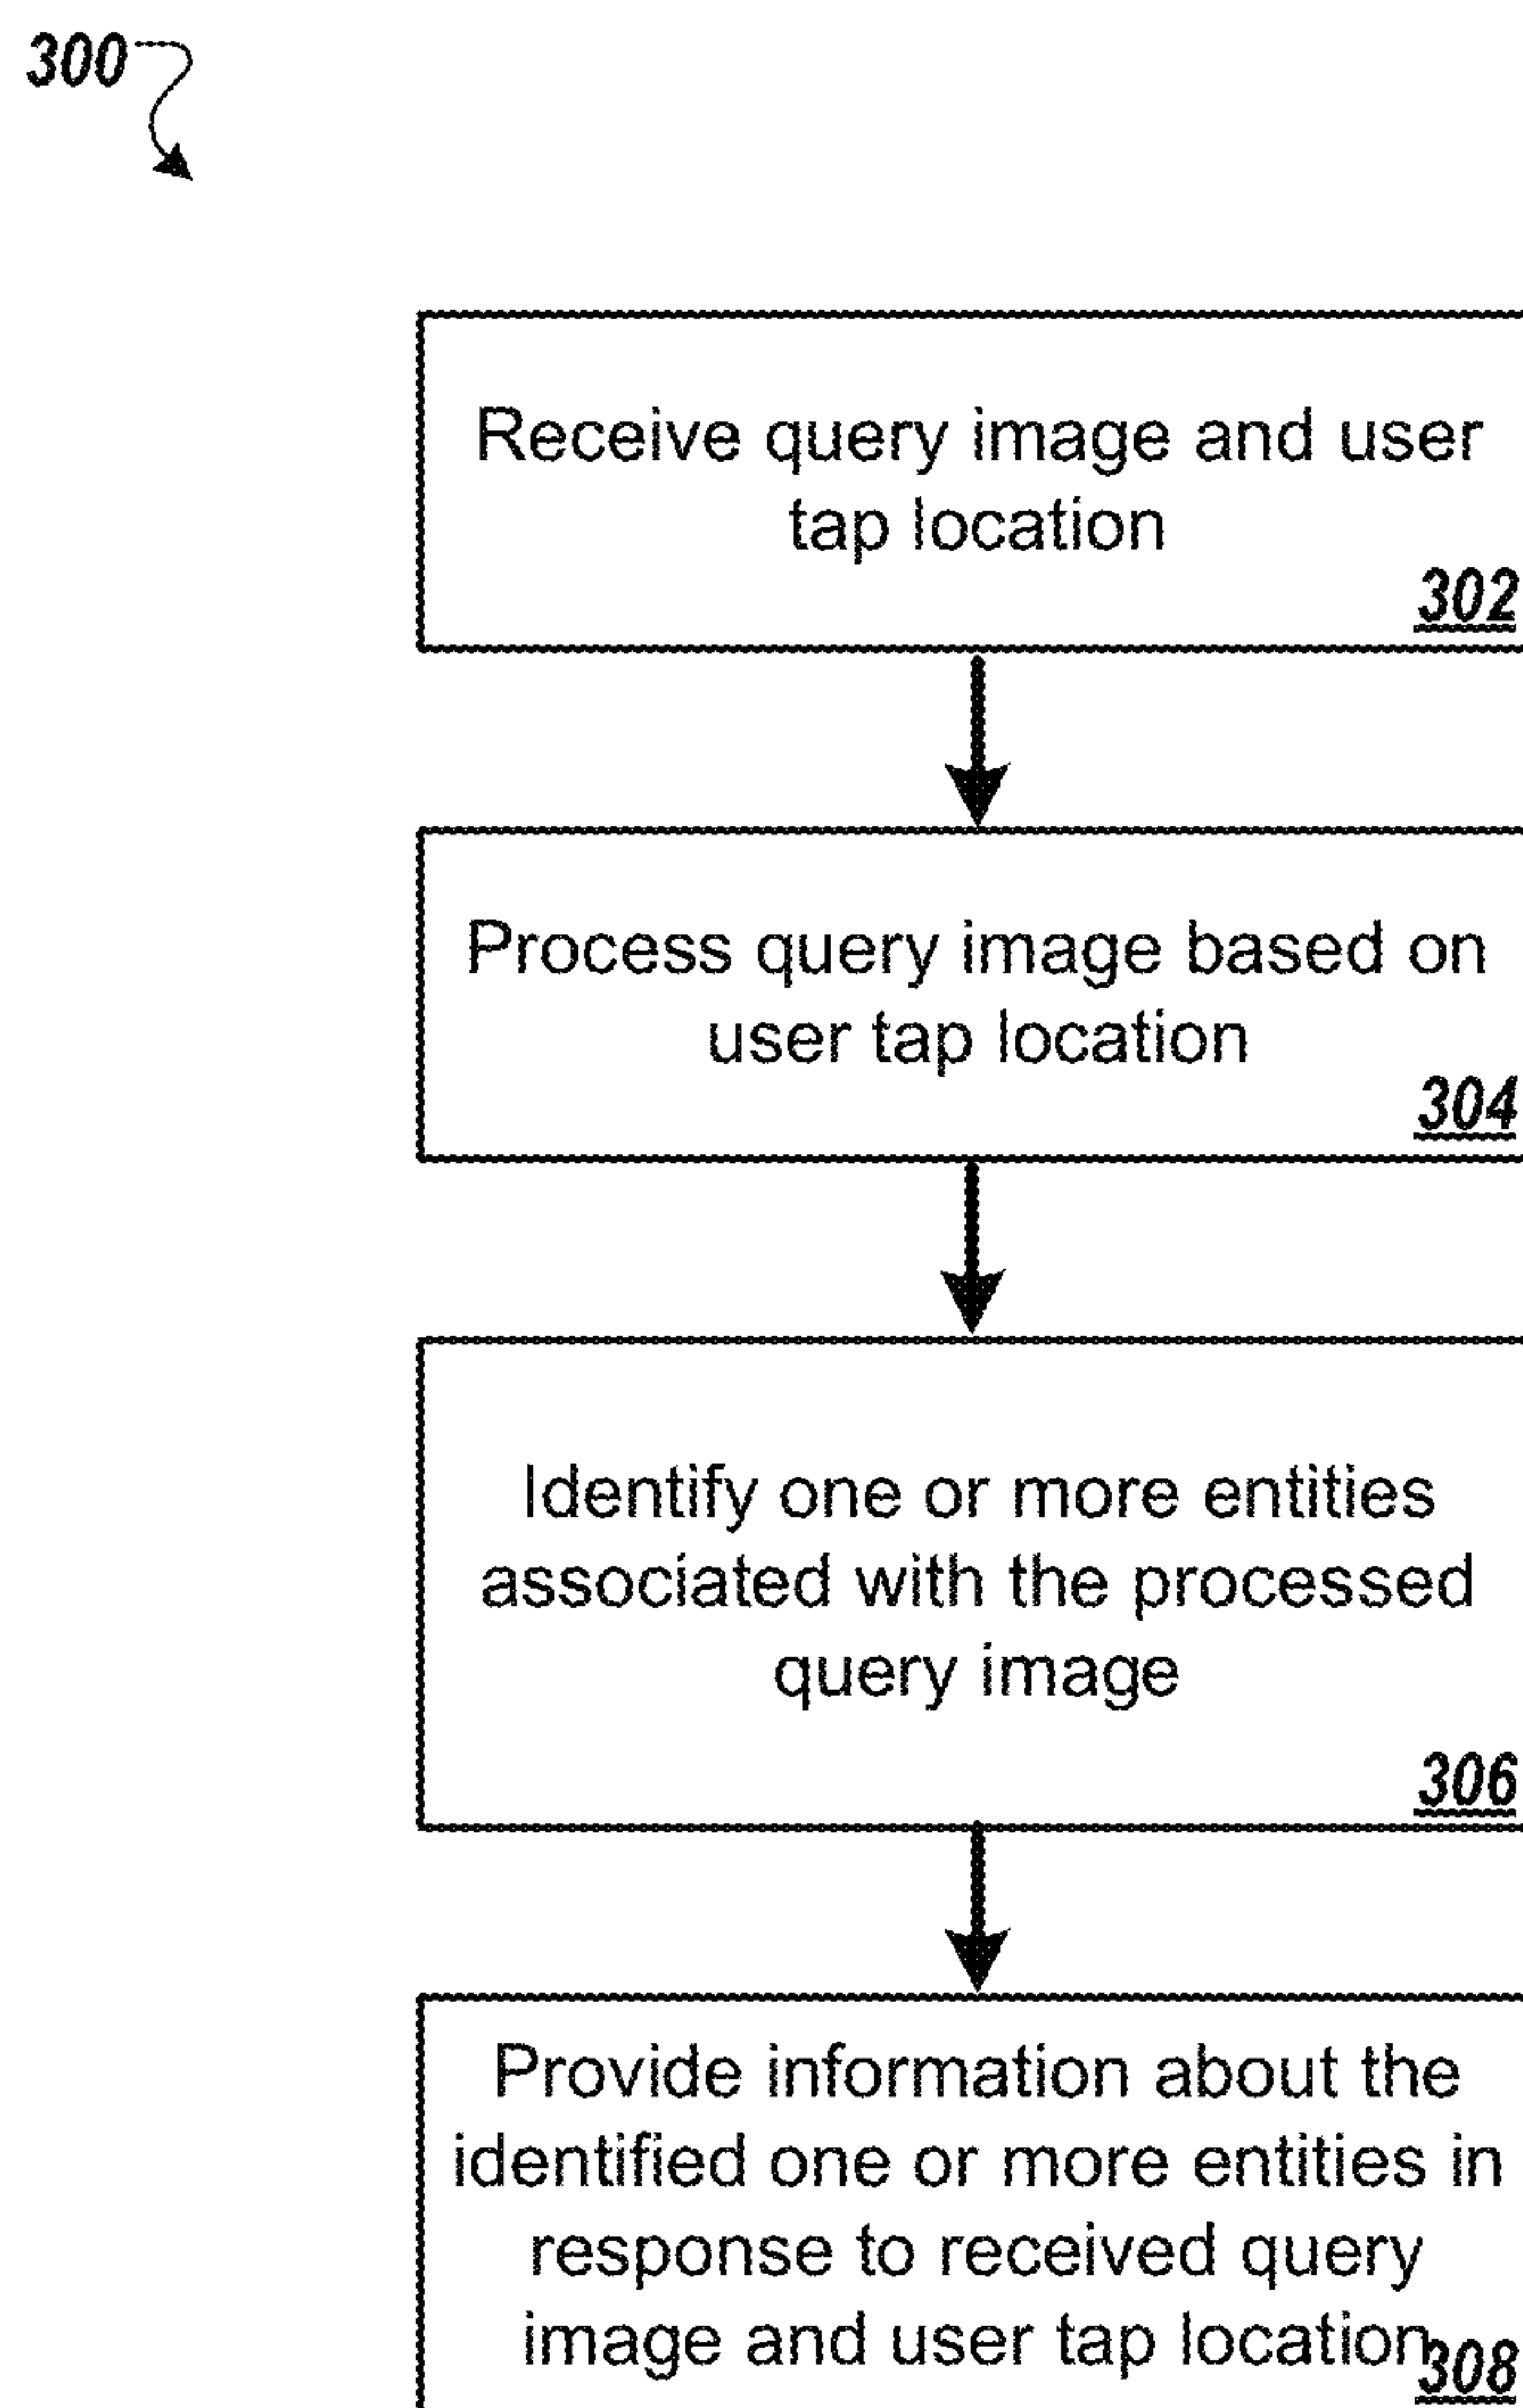 300
Receive query image and user
tap location
302
Process query image based on
user tap location
304
Identify one or more entities
associated with the processed
query image
306
Provide information about the
identified one or more entities in
response to received query
image and user tap location
308